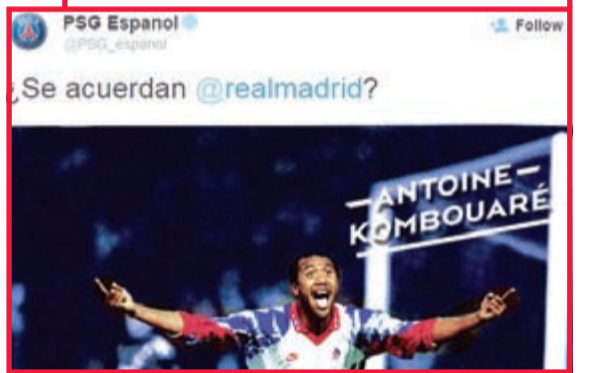 PSG Espanol
@PSG_espanol
Follow
¿Se acuerdan @realmadrid?
—ANTOINE—
KOMBOUARÉ